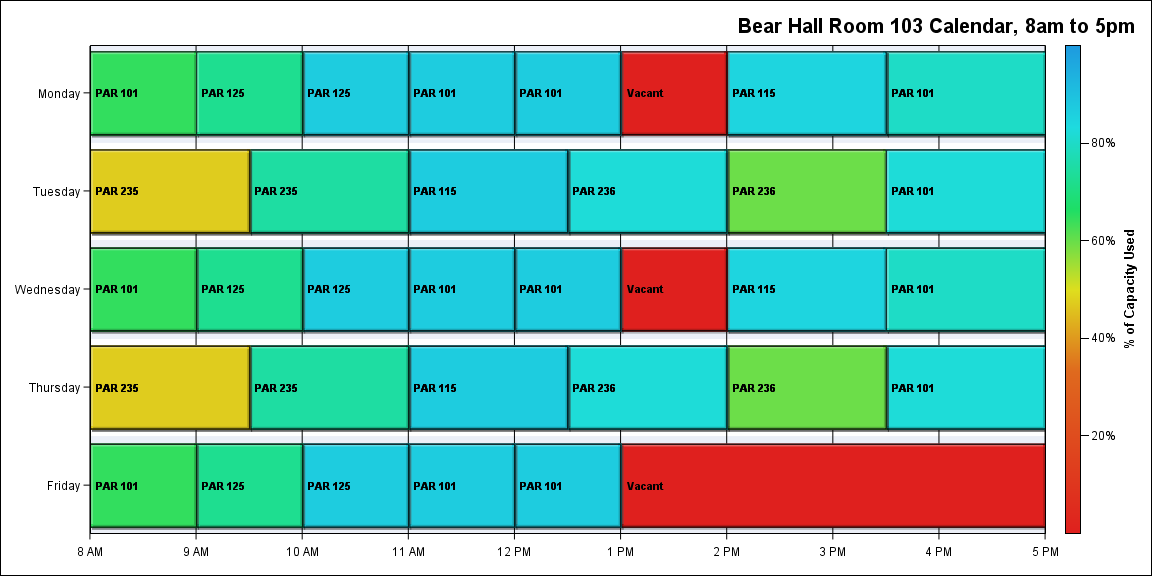 Bear Hall Room 103 Calendar, 8am to 5pm
Monday
PAR 101
PAR 125
PAR 125
PAR 101
PAR 101
Vacant
PAR 115
PAR 101
Tuesday
PAR 235
PAR 235
PAR 115
PAR 236
PAR 236
PAR 101
Wednesday
PAR 101
PAR 125
PAR 125
PAR 101
PAR 101
Vacant
PAR 115
PAR 101
Thursday
PAR 235
PAR 235
PAR 115
PAR 236
PAR 236
PAR 101
Friday
PAR 101
PAR 125
PAR 125
PAR 101
PAR 101
Vacant
8 AM
9 AM
10 AM
11 AM
12 PM
1 PM
2 PM
3 PM
4 PM
5 PM
80%
60%
40%
20%
% of Capacity Used